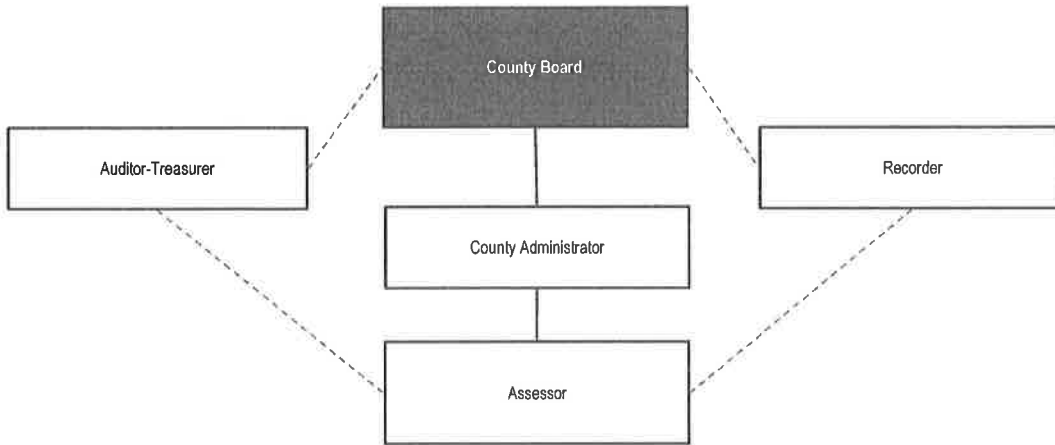 County Board
Auditor-Treasurer
Recorder
County Administrator
Assessor